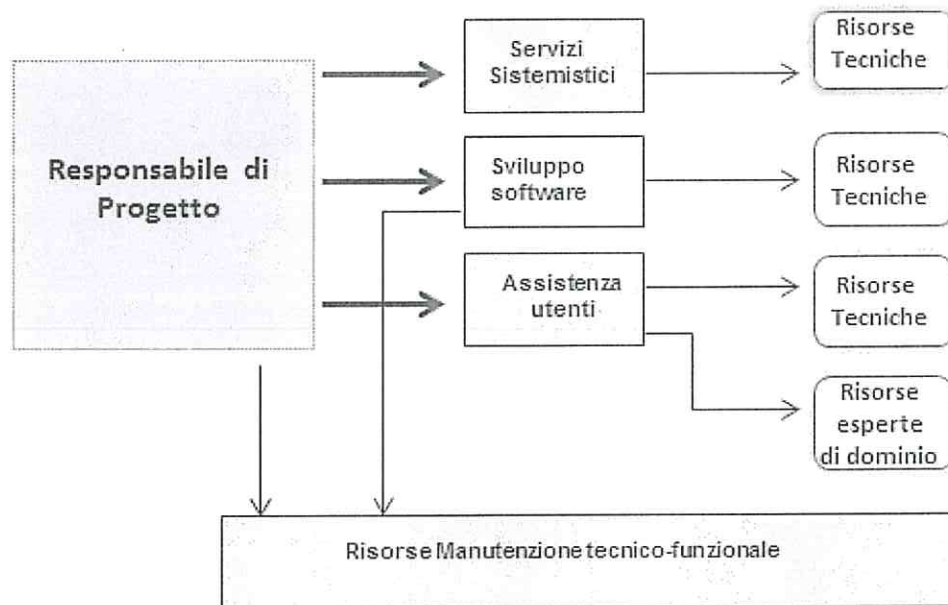 Responsabile di
Progetto
Servizi
Sistemistici
Risorse
Tecniche
Sviluppo
software
Risorse
Tecniche
Assistenza
utenti
Risorse
Tecniche
Risorse
esperte
di dominio
Risorse Manutenzione tecnico-funzionale